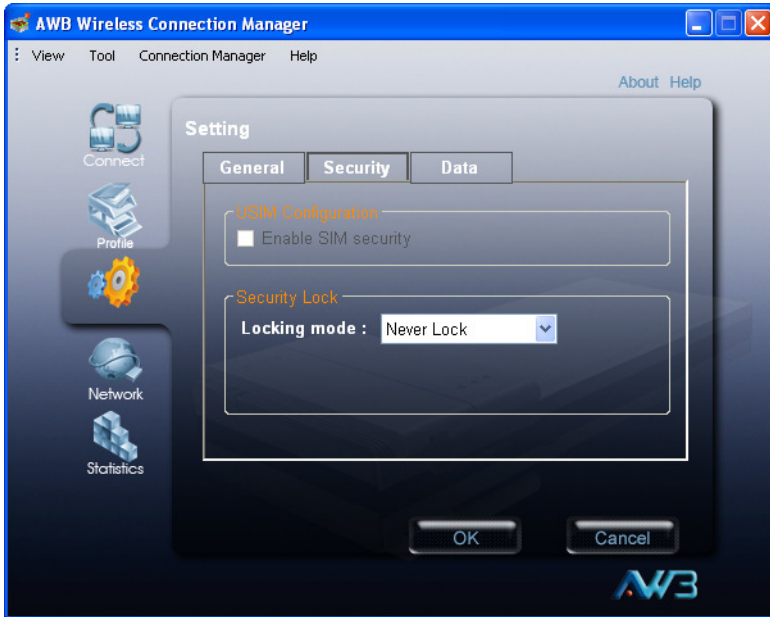 AWB Wireless Connection Manager
View Tool Connection Manager Help
About Help
Connect
Profile
Network
Statistics
Setting
General Security Data
USIM Configuration
Enable SIM security
Security Lock
Locking mode : Never Lock
OK Cancel
AWB